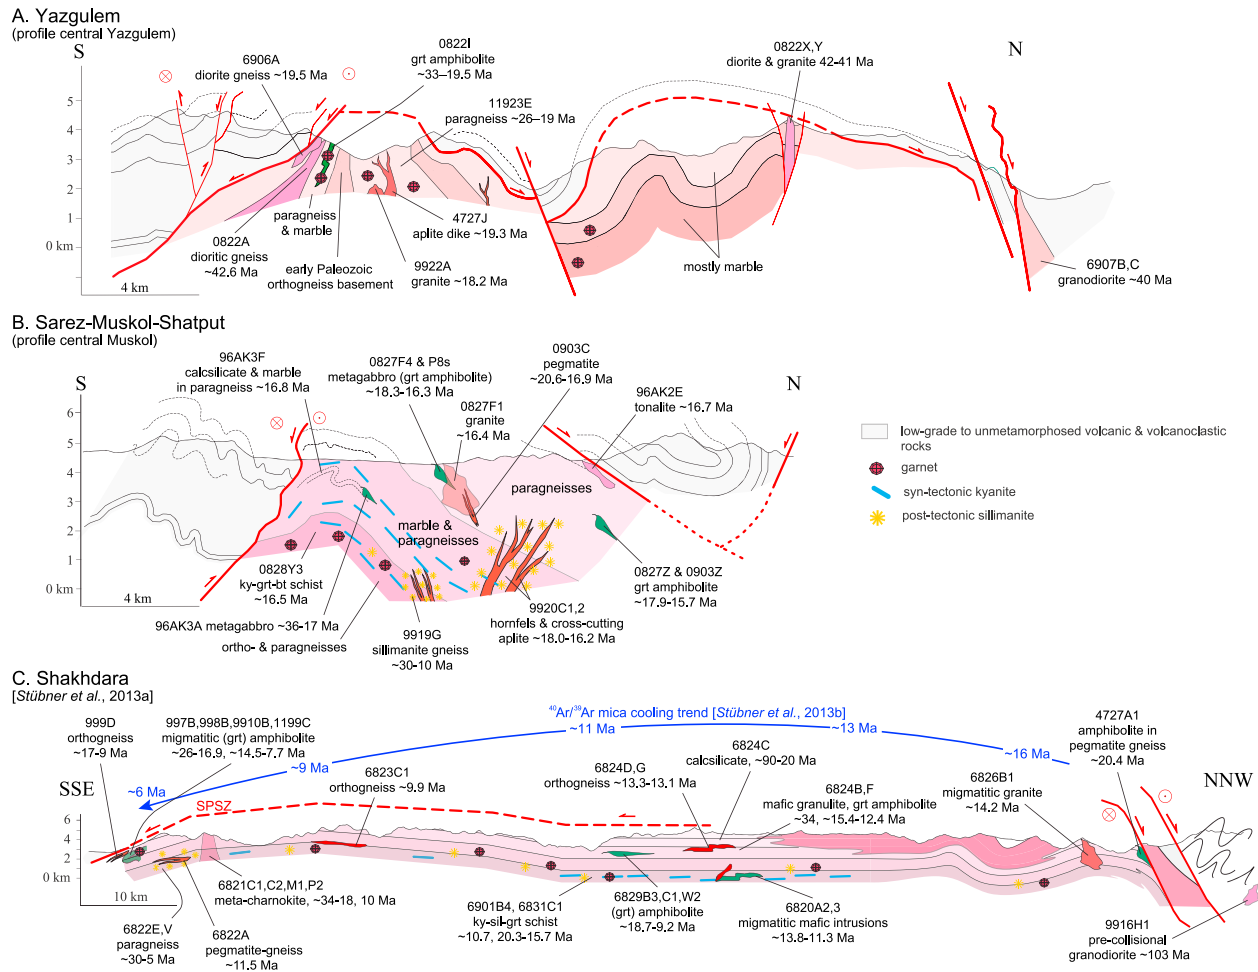 A. Yazgulem
(profile central Yazgulem)
S
N
6906A
diorite gneiss ~19.5 Ma
0822I
grt amphibolite
~33–19.5 Ma
11923E
paragneiss ~26–19 Ma
0822X,Y
diorite & granite 42-41 Ma
5
4
3
2
1
0 km
4 km
0822A
dioritic gneiss
~42.6 Ma
paragneiss
& marble
early Paleozoic
orthogneiss basement
9922A
granite ~18.2 Ma
4727J
aplite dike ~19.3 Ma
mostly marble
6907B,C
granodiorite ~40 Ma
B. Sarez-Muskol-Shatput
(profile central Muskol)
S
N
96AK3F
calcsilicate & marble
in paragneiss ~16.8 Ma
0827F4 & P8s
metagabbro (grt amphibolite)
~18.3-16.3 Ma
0827F1
granite
~16.4 Ma
0903C
pegmatite
~20.6-16.9 Ma
96AK2E
tonalite ~16.7 Ma
6
5
4
3
2
1
0 km
4 km
paragneisses
marble &
paragneisses
0828Y3
ky-grt-bt schist
~16.5 Ma
96AK3A metagabbro ~36-17 Ma
ortho- & paragneisses
9919G
sillimanite gneiss
~30-10 Ma
9920C1,2
hornfels & cross-cutting
aplite ~18.0-16.2 Ma
0827Z & 0903Z
grt amphibolite
~17.9-15.7 Ma
low-grade to unmetamorphosed volcanic & volcanoclastic
rocks
garnet
syn-tectonic kyanite
post-tectonic sillimanite
C. Shakhdara
[Stübner et al., 2013a]
999D
orthogneiss
~17-9 Ma
997B,998B,9910B,1199C
migmatitic (grt) amphibolite
~26-16.9, ~14.5-7.7 Ma
40Ar/39Ar mica cooling trend [Stübner et al., 2013b]
~6 Ma
~9 Ma
~11 Ma
~13 Ma
~16 Ma
SSE
NNW
SPSZ
6823C1
orthogneiss ~9.9 Ma
6824D,G
orthogneiss ~13.3-13.1 Ma
6824C
calcsilicate, ~90-20 Ma
6824B,F
mafic granulite, grt amphibolite
~34, ~15.4-12.4 Ma
6826B1
migmatitic granite
~14.2 Ma
4727A1
amphibolite in
pegmatite gneiss
~20.4 Ma
6
4
2
0 km
10 km
6822E,V
paragneiss
~30-5 Ma
6822A
pegmatite-gneiss
~11.5 Ma
6821C1, C2, M1, P2
meta-charnokite, ~34-18, 10 Ma
6901B4, 6831C1
ky-sil-grt schist
~10.7, 20.3-15.7 Ma
6829B3,C1,W2
(grt) amphibolite
~18.7-9.2 Ma
6820A2,3
migmatitic mafic intrusions
~13.8-11.3 Ma
9916H1
pre-collisional
granodiorite ~103 Ma